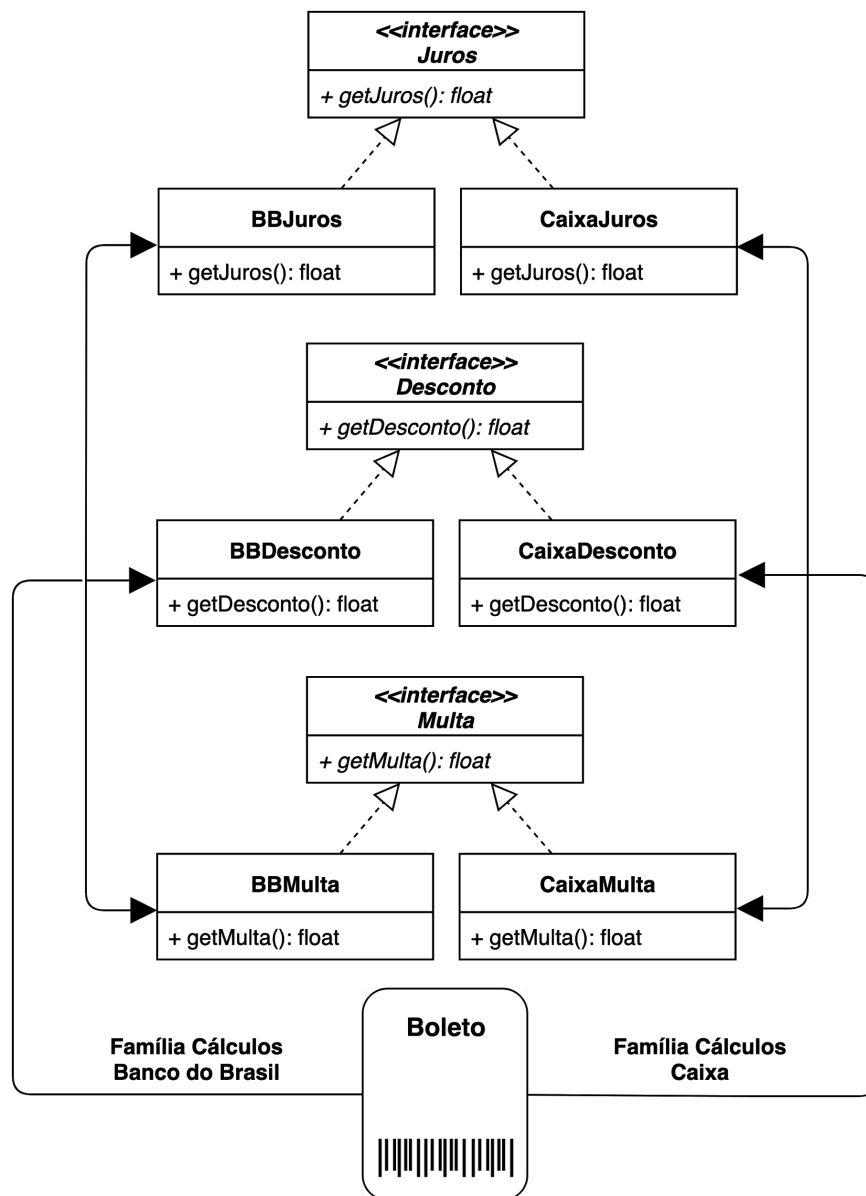 <<interface>>
Juros
+ getJuros(): float
BBJuros
+ getJuros(): float
CaixaJuros
+ getJuros(): float
<<interface>>
Desconto
+ getDesconto(): float
BBDesconto
+ getDesconto(): float
CaixaDesconto
+ getDesconto(): float
<<interface>>
Multa
+ getMulta(): float
BBMulta
+ getMulta(): float
CaixaMulta
+ getMulta(): float
Boleto
Família Cálculos
Banco do Brasil
Família Cálculos
Caixa